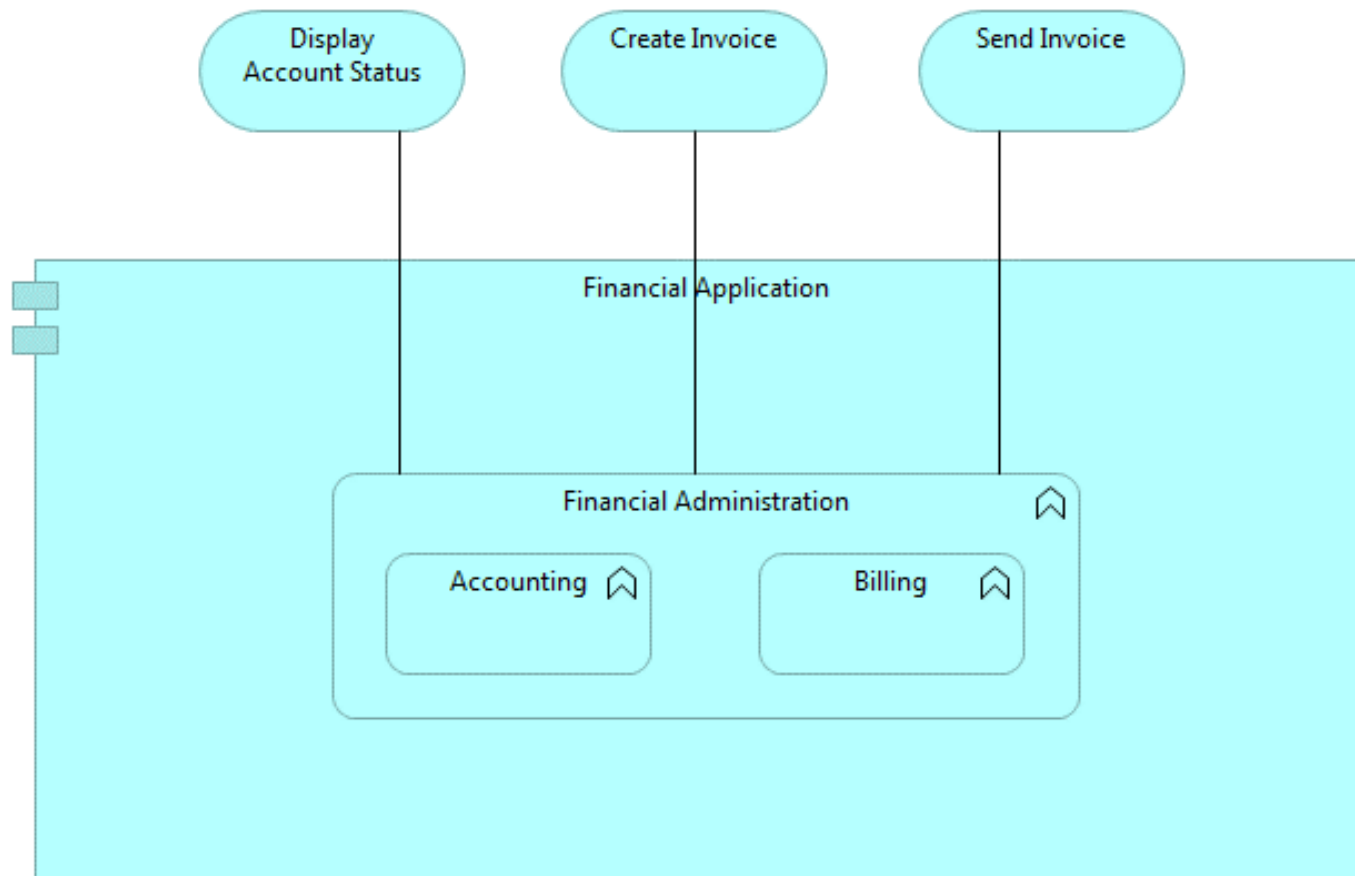 Display
Account Status
Create Invoice
Send Invoice
Financial Application
Financial Administration
Accounting
Billing